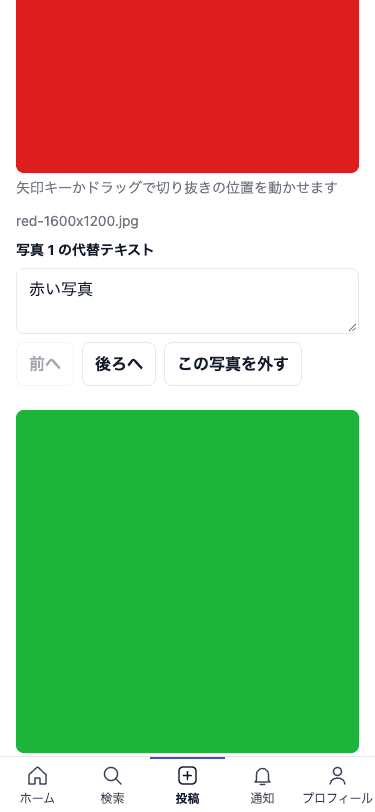 矢印キーかドラッグで切り抜きの位置を動かせます
red-1600x1200.jpg
写真 1 の代替テキスト
赤い写真
前へ 後ろへ この写真を外す
ホーム 検索 投稿 通知 プロフィール